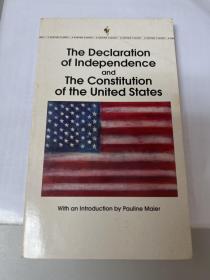 The Declaration
of Independence
and
The Constitution
of the United States
With an Introduction by Pauline Maier